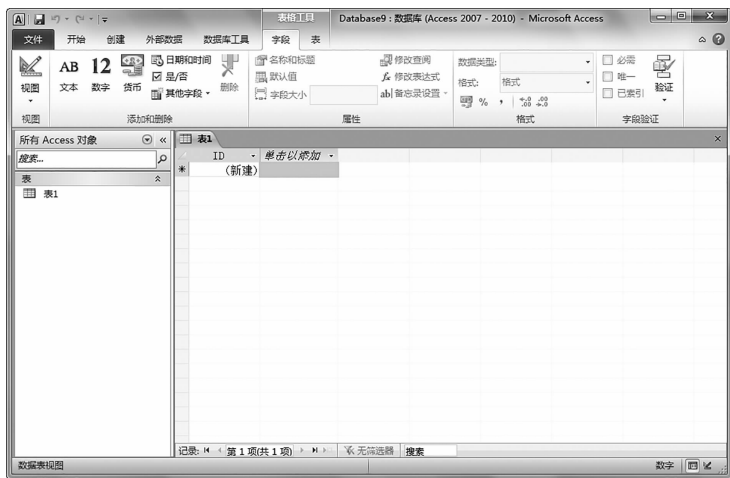 表格工具
Database9 : 数据库 (Access 2007 - 2010) - Microsoft Access
文件 开始 创建 外部数据 数据库工具 字段 表
视图
AB 文本
12 数字
货币
日期和时间
是/否
其他字段
删除
名称和标题
默认值
字段大小
修改查阅
fx 修改表达式
ab| 备忘录设置
数据类型:
格式: 格式
% , +.0 .00 .00 +.0
必需
唯一
已索引
验证
视图 添加和删除 属性 格式 字段验证
所有 Access 对象
搜索...
表
表1
表1
ID 单击以添加
* (新建)
记录: 第 1 项(共 1 项) 无筛选器 搜索
数据表视图 数字